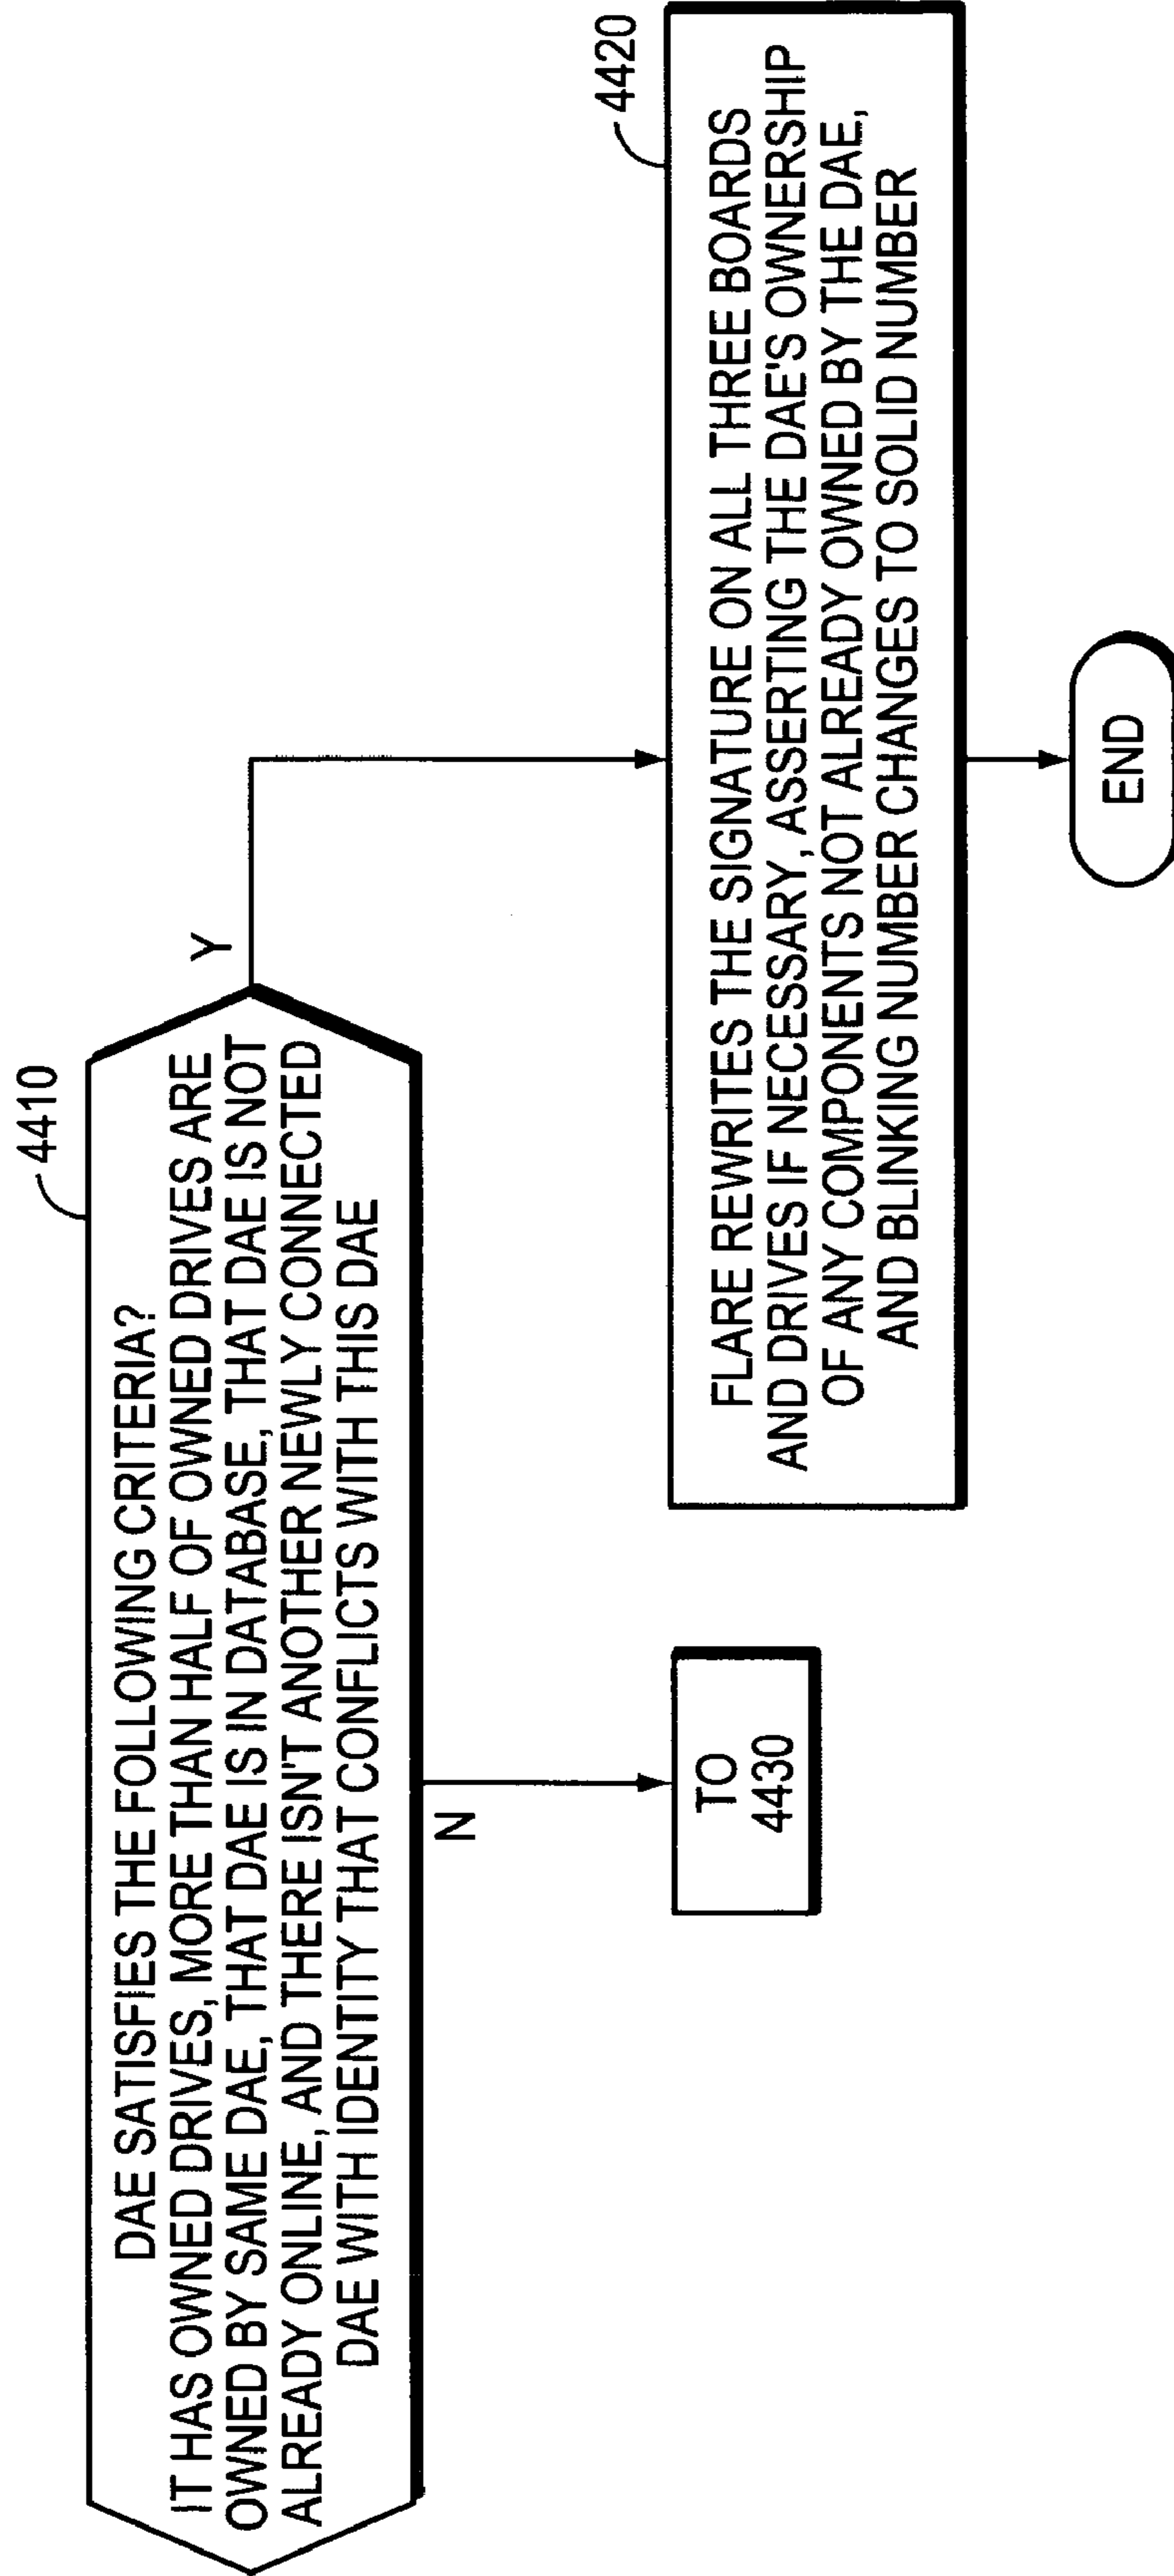 4410
DAE SATISFIES THE FOLLOWING CRITERIA?
IT HAS OWNED DRIVES, MORE THAN HALF OF OWNED DRIVES ARE
OWNED BY SAME DAE, THAT DAE IS IN DATABASE, THAT DAE IS NOT
ALREADY ONLINE, AND THERE ISN'T ANOTHER NEWLY CONNECTED
DAE WITH IDENTITY THAT CONFLICTS WITH THIS DAE
Y
N
TO
4430
4420
FLARE REWRITES THE SIGNATURE ON ALL THREE BOARDS
AND DRIVES IF NECESSARY, ASSERTING THE DAE'S OWNERSHIP
OF ANY COMPONENTS NOT ALREADY OWNED BY THE DAE,
AND BLINKING NUMBER CHANGES TO SOLID NUMBER
END